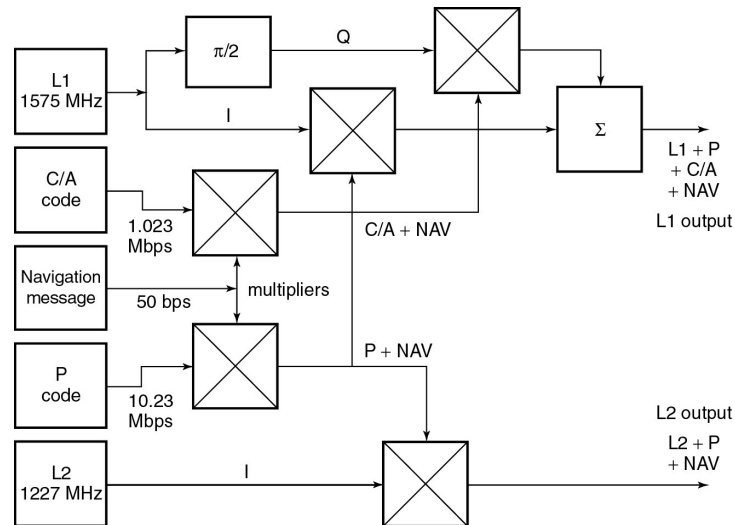 L1
1575 MHz
π/2
Q
I
Σ
L1 + P
+ C/A
+ NAV
L1 output
C/A
code
1.023
Mbps
C/A + NAV
Navigation
message
50 bps
multipliers
P
code
10.23
Mbps
P + NAV
L2
1227 MHz
I
L2 output
L2 + P
+ NAV